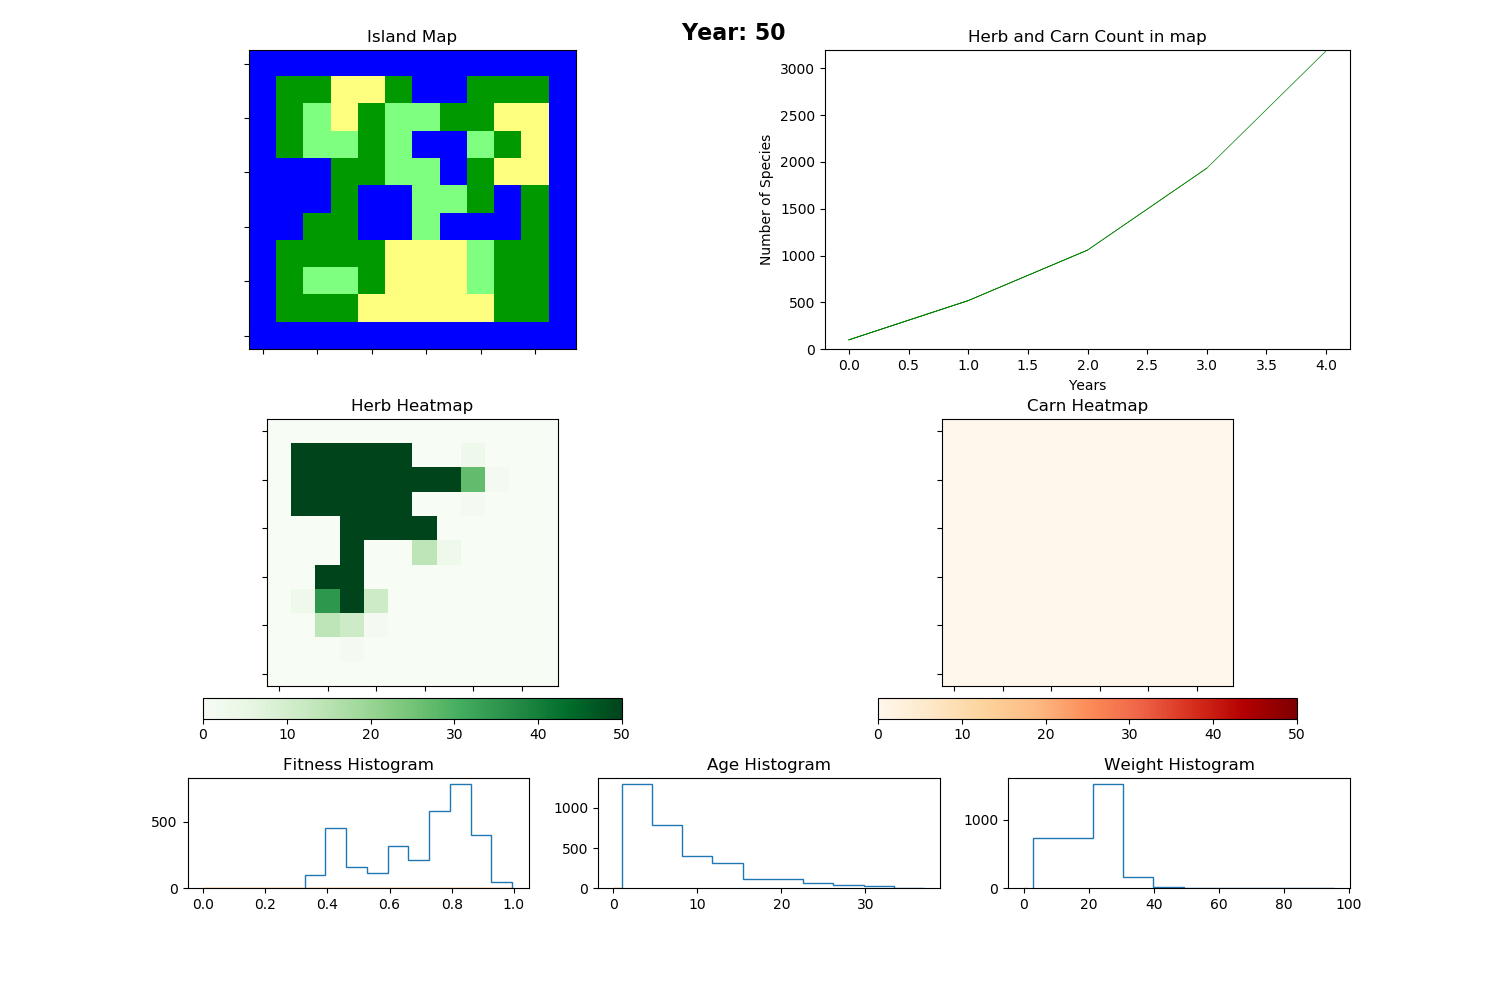 Year: 50
Island Map
Herb and Carn Count in map
3000
2500
2000
1500
1000
500
0
Number of Species
0.0 0.5 1.0 1.5 2.0 2.5 3.0 3.5 4.0
Years
Herb Heatmap
Carn Heatmap
0 10 20 30 40 50
0 10 20 30 40 50
Fitness Histogram
500
0
0.0 0.2 0.4 0.6 0.8 1.0
Age Histogram
1000
500
0
0 10 20 30
Weight Histogram
1000
0
0 20 40 60 80 100